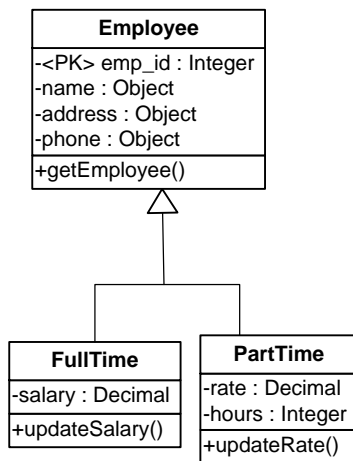 Employee
-<PK> emp_id : Integer
-name : Object
-address : Object
-phone : Object
+getEmployee()
FullTime
-salary : Decimal
+updateSalary()
PartTime
-rate : Decimal
-hours : Integer
+updateRate()